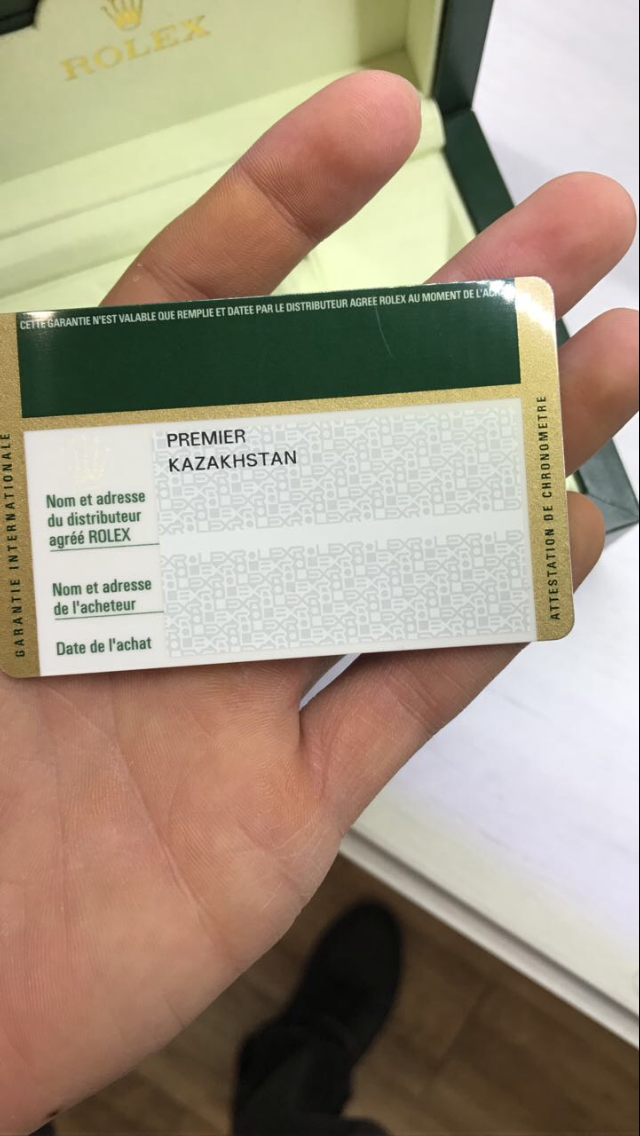 ROLEX
CETTE GARANTIE N'EST VALABLE QUE REMPLIE ET DATEE PAR LE DISTRIBUTEUR AGREE ROLEX AU MOMENT DE L'ACHAT
GARANTIE INTERNATIONALE
PREMIER
KAZAKHSTAN
Nom et adresse
du distributeur
agréé ROLEX
Nom et adresse
de l'acheteur
Date de l'achat
ATTESTATION DE CHRONOMETRE